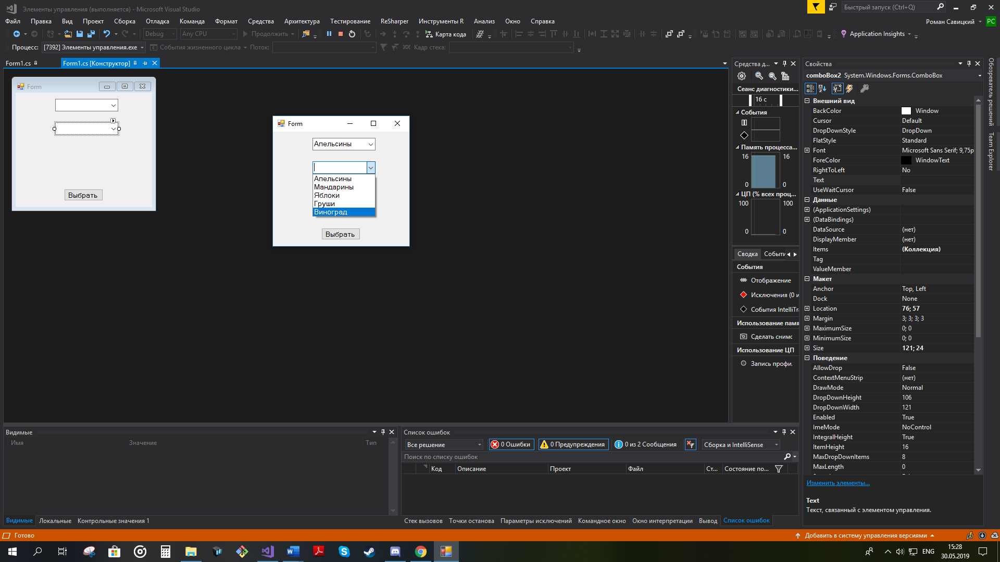 Элементы управления (выполняется) - Microsoft Visual Studio
Быстрый запуск (Ctrl+Q)
Файл Правка Вид Проект Сборка Отладка Команда Формат Средства Архитектура Тестирование ReSharper Инструменты R Анализ Окно Справка
Роман Савицкий PC
Debug Any CPU Продолжить Карта кода Application Insights
Процесс: [7392] Элементы управления.exe События жизненного цикла Поток: Кадр стека:
Form1.cs Form1.cs [Конструктор]
Form
Выбрать
Form
Апельсины
Апельсины
Мандарины
Яблоки
Груши
Виноград
Выбрать
Средства д...
Сеанс диагностики...
16 с
События
Память процесса...
16 16
0 0
ЦП (% всех проц...
100 100
0 0
Сводка Событи
События
Отображение
Исключения (0 и
События IntelliTra
Использование памя
Сделать снимо
Использование ЦП
Запись профи.
Свойства
comboBox2 System.Windows.Forms.ComboBox
Внешний вид
BackColor Window
Cursor Default
DropDownStyle DropDown
FlatStyle Standard
Font Microsoft Sans Serif; 9,75p
ForeColor WindowText
RightToLeft No
Text
UseWaitCursor False
Данные
(ApplicationSettings)
(DataBindings)
DataSource (нет)
DisplayMember (нет)
Items (Коллекция)
Tag
ValueMember
Макет
Anchor Top, Left
Dock None
Location 76; 57
Margin 3; 3; 3; 3
MaximumSize 0; 0
MinimumSize 0; 0
Size 121; 24
Поведение
AllowDrop False
ContextMenuStrip (нет)
DrawMode Normal
DropDownHeight 106
DropDownWidth 121
Enabled True
ImeMode NoControl
IntegralHeight True
ItemHeight 16
MaxDropDownItems 8
MaxLength 0
Изменить элементы...
Text
Текст, связанный с элементом управления.
Обозреватель решений
Team Explorer
Видимые
Имя Значение Тип
Видимые Локальные Контрольные значения 1
Список ошибок
Все решение 0 Ошибки 0 Предупреждения 0 из 2 Сообщения Сборка и IntelliSense
Поиск по списку ошибок
Код Описание Проект Файл Ст... Состояние по...
Стек вызовов Точки останова Параметры исключений Командное окно Окно интерпретации Вывод Список ошибок
Готово
Добавить в систему управления версиями
ENG
15:28
30.05.2019